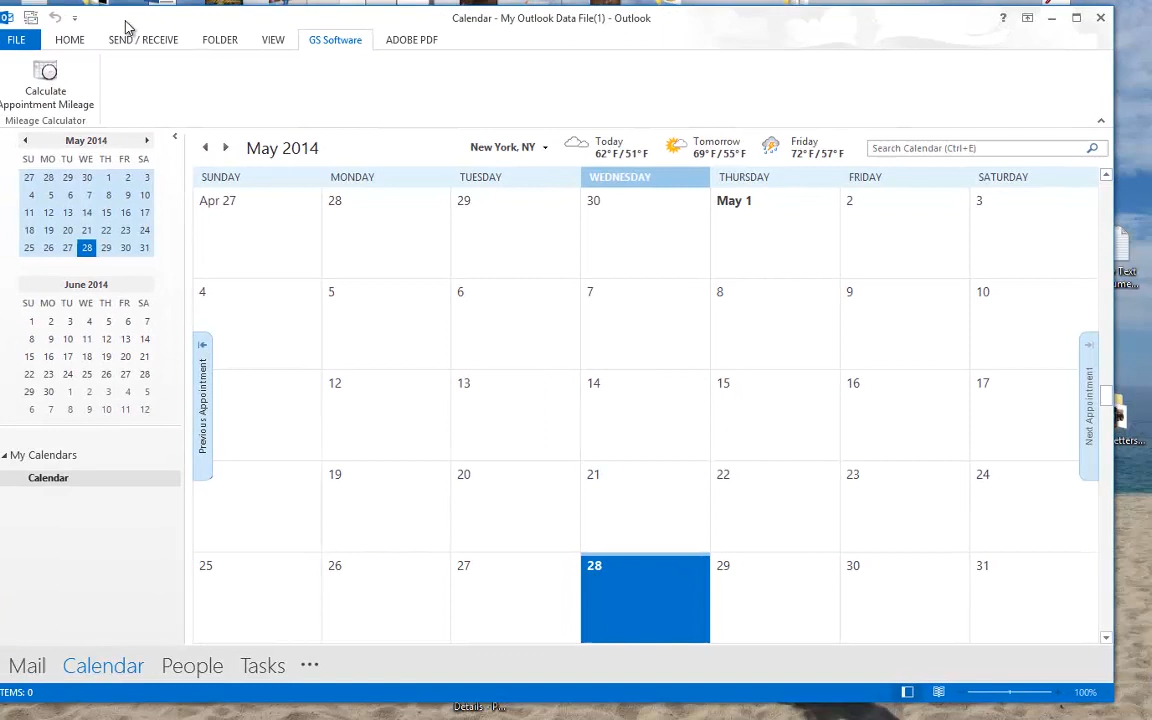 Calendar - My Outlook Data File(1) - Outlook
FILE HOME SEND / RECEIVE FOLDER VIEW GS Software ADOBE PDF
Calculate
Appointment Mileage
Mileage Calculator
May 2014
SU MO TU WE TH FR SA
27 28 29 30 1 2 3
4 5 6 7 8 9 10
11 12 13 14 15 16 17
18 19 20 21 22 23 24
25 26 27 28 29 30 31
June 2014
SU MO TU WE TH FR SA
1 2 3 4 5 6 7
8 9 10 11 12 13 14
15 16 17 18 19 20 21
22 23 24 25 26 27 28
29 30 1 2 3 4 5
6 7 8 9 10 11 12
My Calendars
Calendar
May 2014
New York, NY
Today
62°F/51°F
Tomorrow
69°F/55°F
Friday
72°F/57°F
Search Calendar (Ctrl+E)
SUNDAY MONDAY TUESDAY WEDNESDAY THURSDAY FRIDAY SATURDAY
Apr 27 28 29 30 May 1 2 3
4 5 6 7 8 9 10
12 13 14 15 16 17
19 20 21 22 23 24
25 26 27 28 29 30 31
Previous Appointment
Next Appointment
Mail Calendar People Tasks •••
TEMS: 0
100%
Text
Details - P...